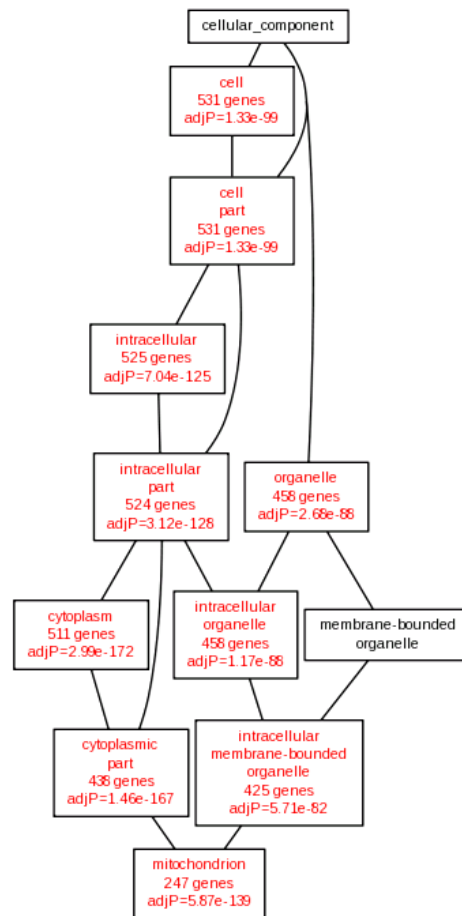 cellular_component
cell
531 genes
adjP=1.33e-99
cell
part
531 genes
adjP=1.33e-99
intracellular
525 genes
adjP=7.04e-125
intracellular
part
524 genes
adjP=3.12e-128
organelle
458 genes
adjP=2.68e-88
cytoplasm
511 genes
adjP=2.99e-172
intracellular
organelle
458 genes
adjP=1.17e-88
membrane-bounded
organelle
cytoplasmic
part
438 genes
adjP=1.46e-167
intracellular
membrane-bounded
organelle
425 genes
adjP=5.71e-82
mitochondrion
247 genes
adjP=5.87e-139